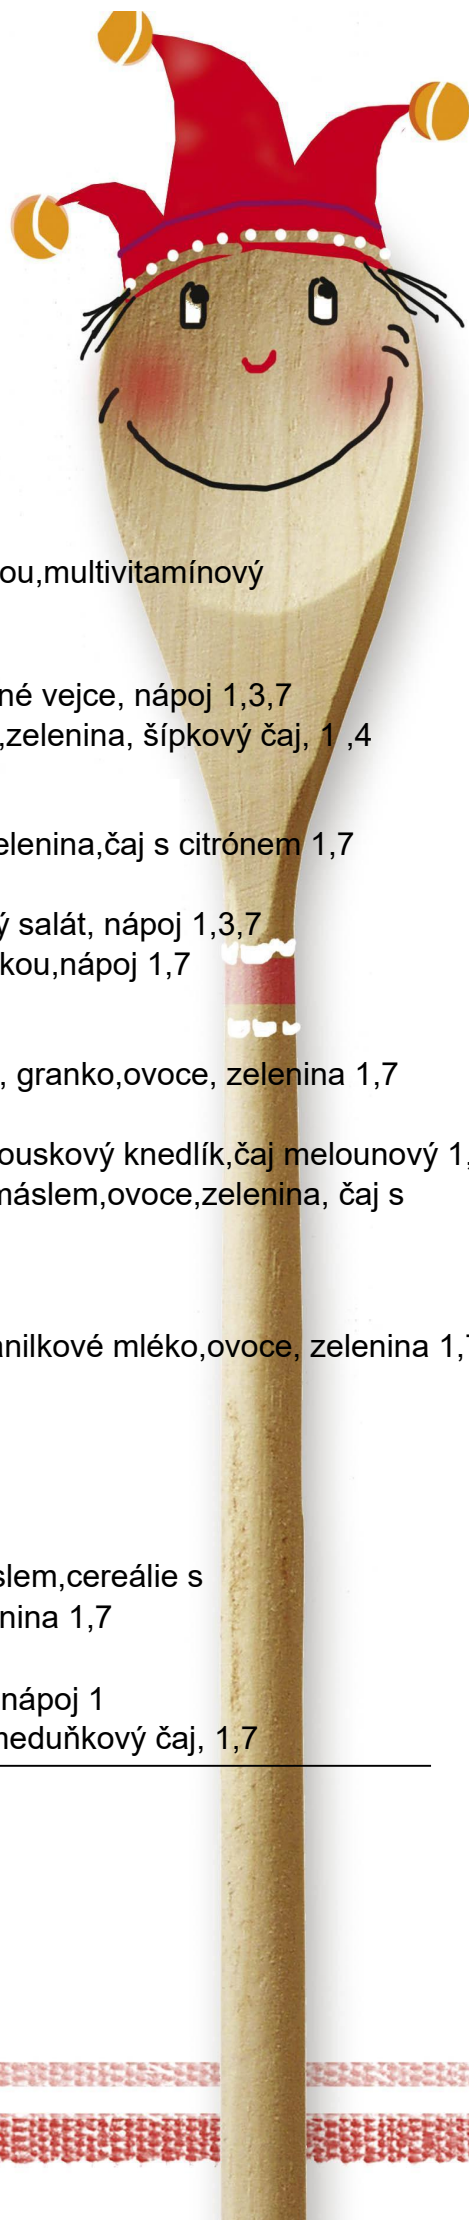 ou,multivitamínový
né vejce, nápoj 1,3,7
,zelenina, šípkový čaj, 1 ,4
elenina,čaj s citrónem 1,7
ý salát, nápoj 1,3,7
kou,nápoj 1,7
, granko,ovoce, zelenina 1,7
ouskový knedlík,čaj melounový 1,
máslem,ovoce,zelenina, čaj s
anilkové mléko,ovoce, zelenina 1,7
slem,cereálie s
nina 1,7
nápoj 1
meduňkový čaj, 1,7